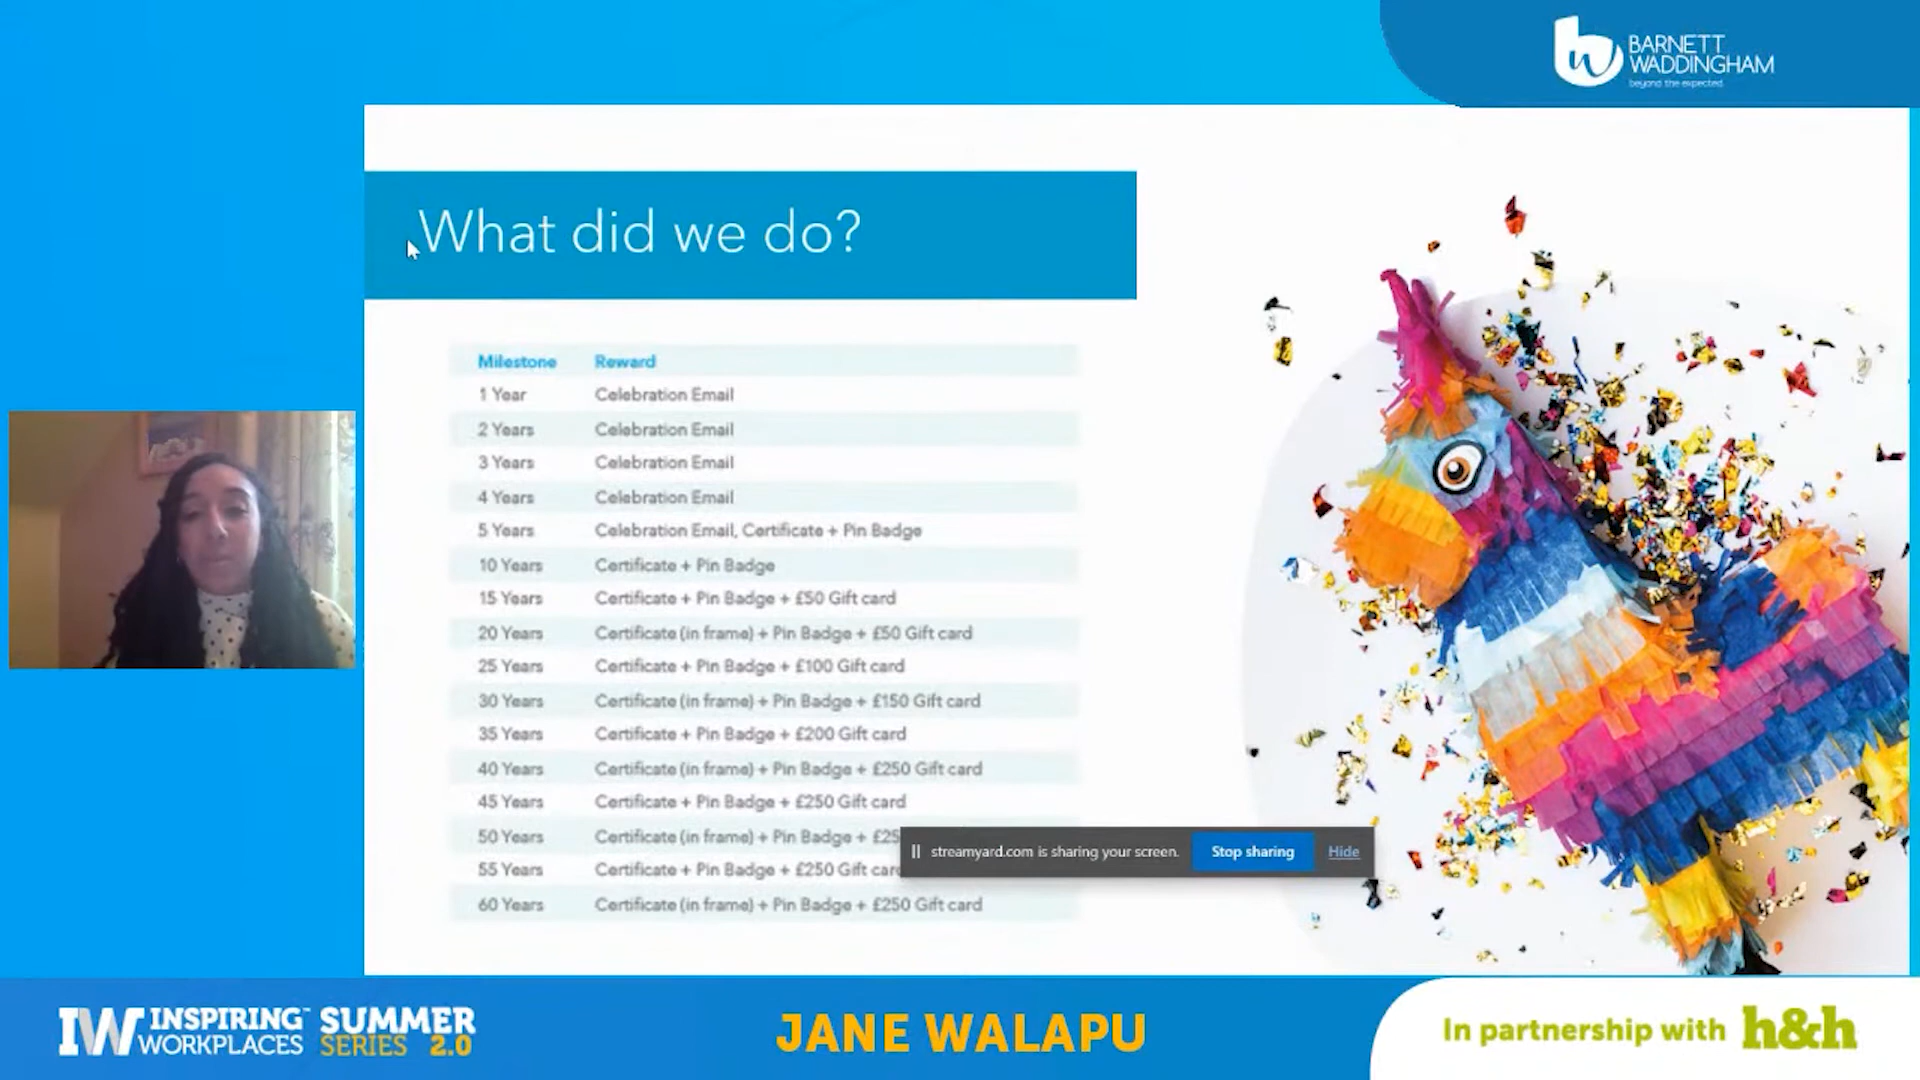 BARNETT
WADDINGHAM
beyond the expected
What did we do?
Milestone Reward
1 Year Celebration Email
2 Years Celebration Email
3 Years Celebration Email
4 Years Celebration Email
5 Years Celebration Email, Certificate + Pin Badge
10 Years Certificate + Pin Badge
15 Years Certificate + Pin Badge + £50 Gift card
20 Years Certificate (in frame) + Pin Badge + £50 Gift card
25 Years Certificate + Pin Badge + £100 Gift card
30 Years Certificate (in frame) + Pin Badge + £150 Gift card
35 Years Certificate + Pin Badge + £200 Gift card
40 Years Certificate (in frame) + Pin Badge + £250 Gift card
45 Years Certificate + Pin Badge + £250 Gift card
50 Years Certificate (in frame) + Pin Badge + £25
streamyard.com is sharing your screen. Stop sharing Hide
55 Years Certificate + Pin Badge + £250 Gift card
60 Years Certificate (in frame) + Pin Badge + £250 Gift card
IW INSPIRING™ WORKPLACES SUMMER SERIES 2.0
JANE WALAPU
In partnership with h&h